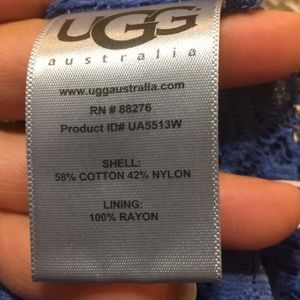 UGG
australia
www.uggaustralia.com
RN # 88276
Product ID# UA5513W
SHELL:
58% COTTON 42% NYLON
LINING:
100% RAYON